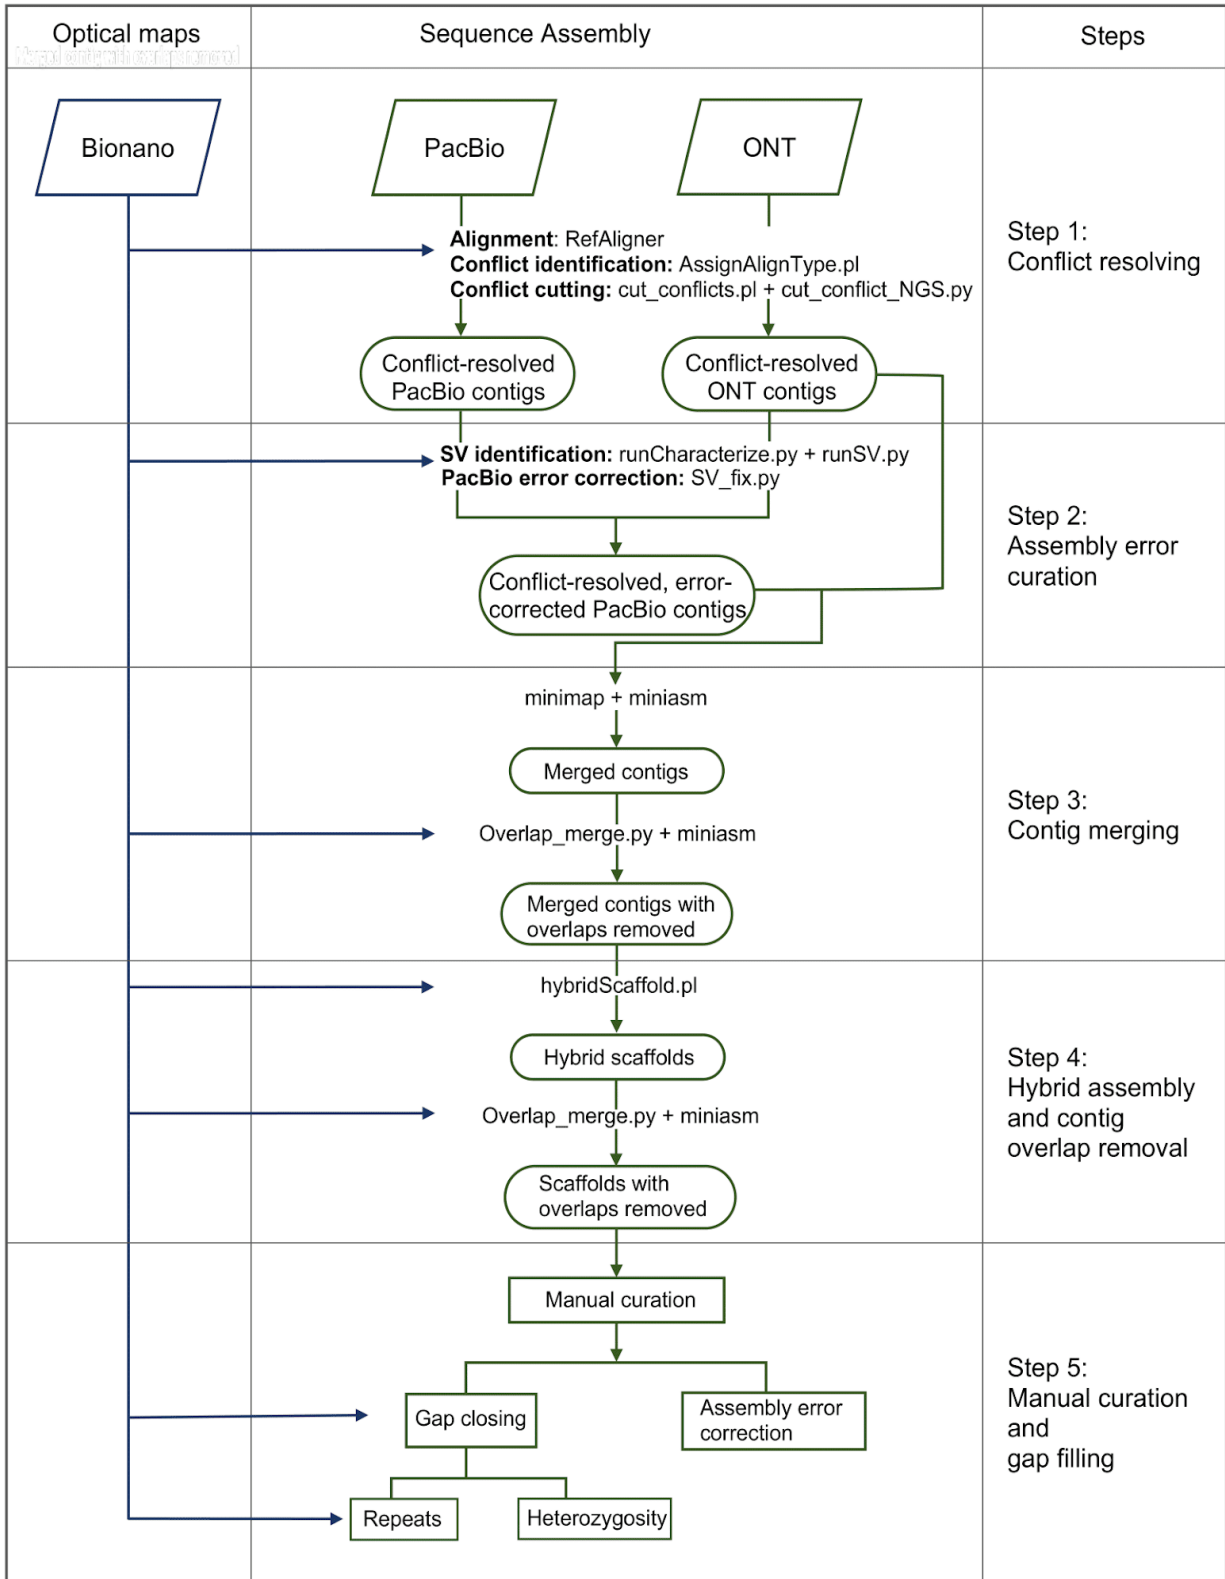 Optical maps
Sequence Assembly
Steps
Merged contigs with overlaps removed
Bionano
PacBio
ONT
Alignment: RefAligner
Conflict identification: AssignAlignType.pl
Conflict cutting: cut_conflicts.pl + cut_conflict_NGS.py
Step 1:
Conflict resolving
Conflict-resolved
PacBio contigs
Conflict-resolved
ONT contigs
SV identification: runCharacterize.py + runSV.py
PacBio error correction: SV_fix.py
Step 2:
Assembly error
curation
Conflict-resolved, error-
corrected PacBio contigs
minimap + miniasm
Merged contigs
Step 3:
Contig merging
Overlap_merge.py + miniasm
Merged contigs with
overlaps removed
hybridScaffold.pl
Hybrid scaffolds
Step 4:
Hybrid assembly
and contig
overlap removal
Overlap_merge.py + miniasm
Scaffolds with
overlaps removed
Manual curation
Step 5:
Manual curation
and
gap filling
Gap closing
Assembly error
correction
Repeats
Heterozygosity